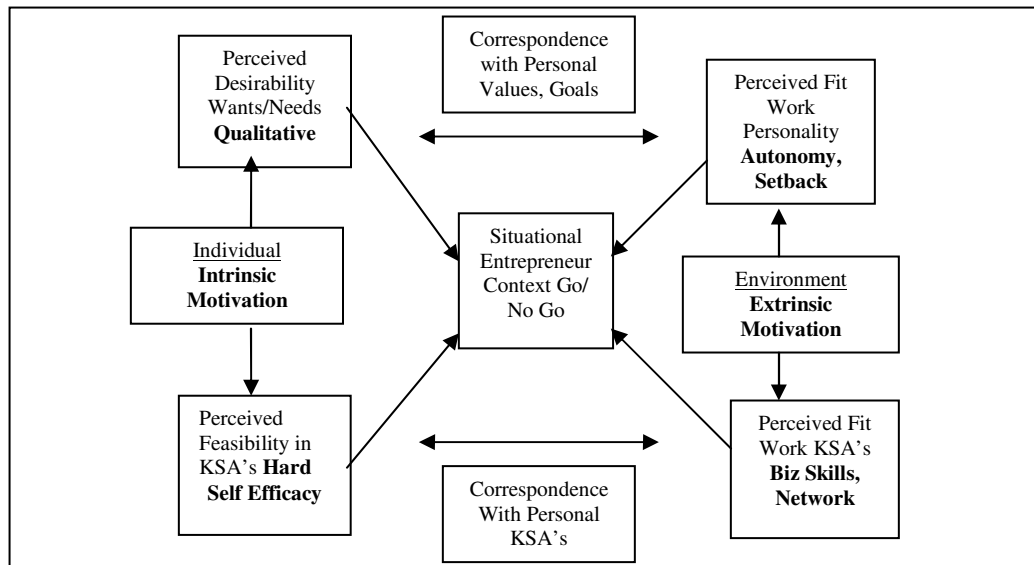 Perceived
Desirability
Wants/Needs
Qualitative
Correspondence
with Personal
Values, Goals
Perceived Fit
Work
Personality
Autonomy,
Setback
Individual
Intrinsic
Motivation
Situational
Entrepreneur
Context Go/
No Go
Environment
Extrinsic
Motivation
Perceived
Feasibility in
KSA's Hard
Self Efficacy
Correspondence
With Personal
KSA's
Perceived Fit
Work KSA's
Biz Skills,
Network